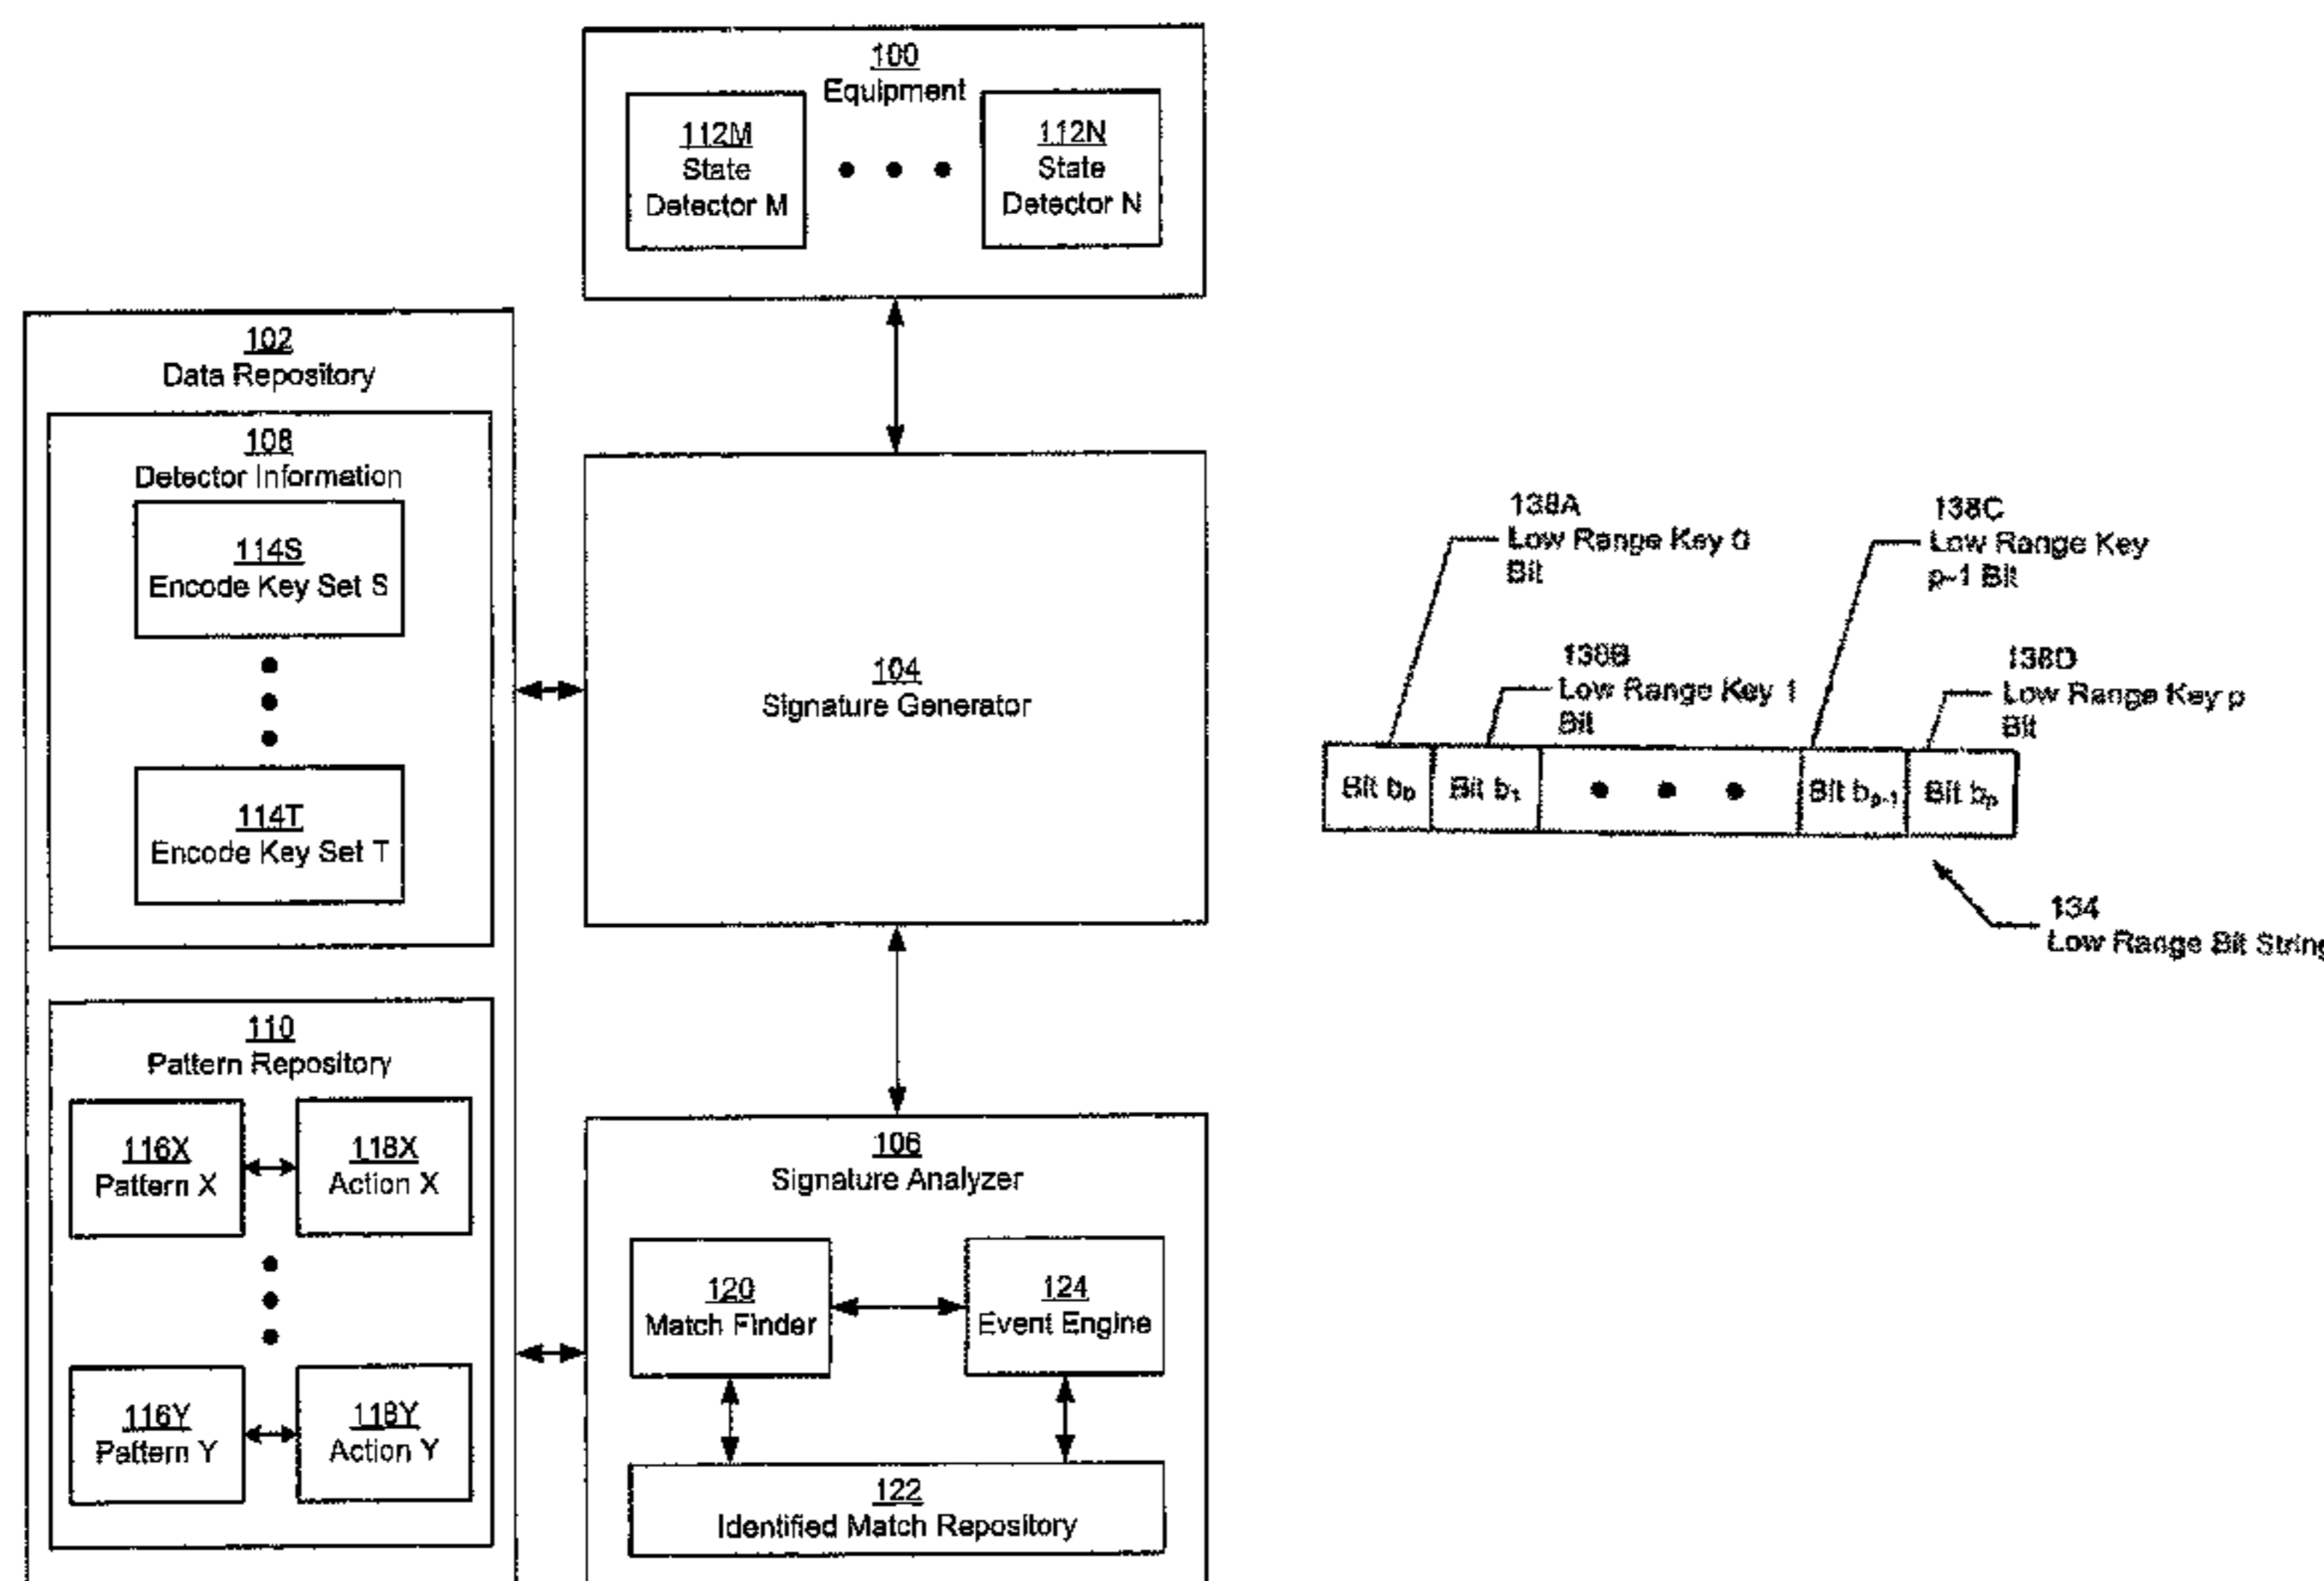 100
Equipment
112M
State
Detector M
112N
State
Detector N
102
Data Repository
108
Detector Information
114S
Encode Key Set S
114T
Encode Key Set T
104
Signature Generator
110
Pattern Repository
116X
Pattern X
118X
Action X
116Y
Pattern Y
118Y
Action Y
106
Signature Analyzer
120
Match Finder
124
Event Engine
122
Identified Match Repository
138A
Low Range Key 0
Bit
138C
Low Range Key
p-1 Bit
138B
Low Range Key 1
Bit
138D
Low Range Key p
Bit
Bit b0
Bit b1
Bit bp-1
Bit bp
134
Low Range Bit String